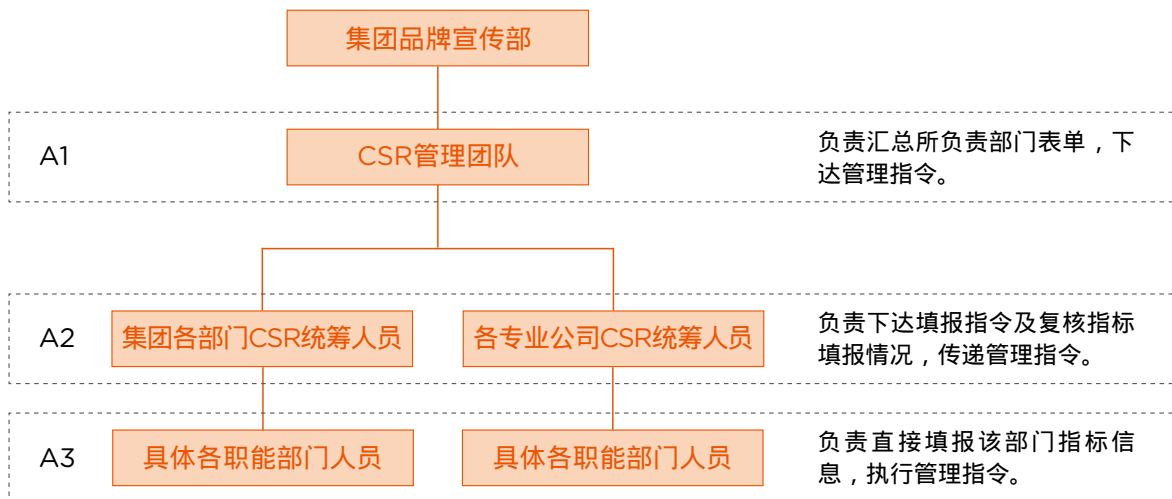 集团品牌宣传部
A1
CSR管理团队
负责汇总所负责部门表单，下
达管理指令。
A2
集团各部门CSR统筹人员
各专业公司CSR统筹人员
负责下达填报指令及复核指标
填报情况，传递管理指令。
A3
具体各职能部门人员
具体各职能部门人员
负责直接填报该部门指标信
息，执行管理指令。